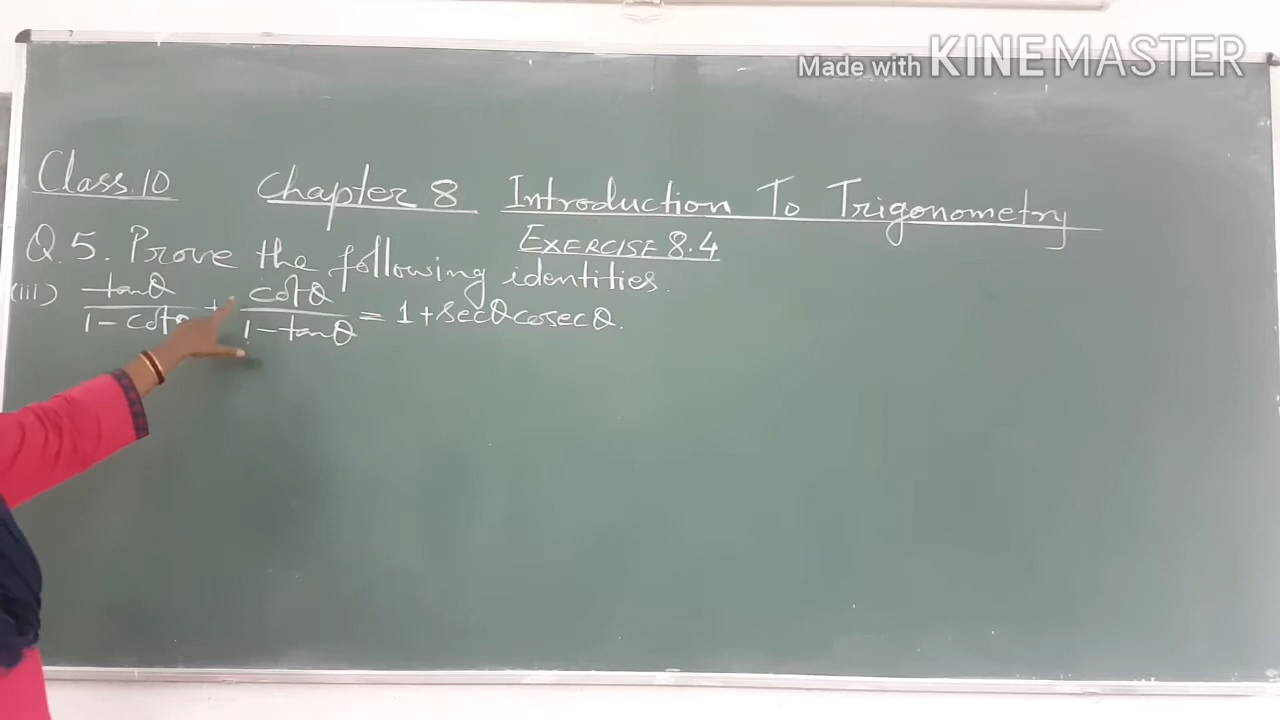 Made with KINEMASTER
Class 10 Chapter 8 Introduction To Trigonometry
EXERCISE 8.4
Q.5. Prove the following identities.
(iii) tanθ/(1 - cotθ) + cotθ/(1 - tanθ) = 1 + secθ cosecθ.